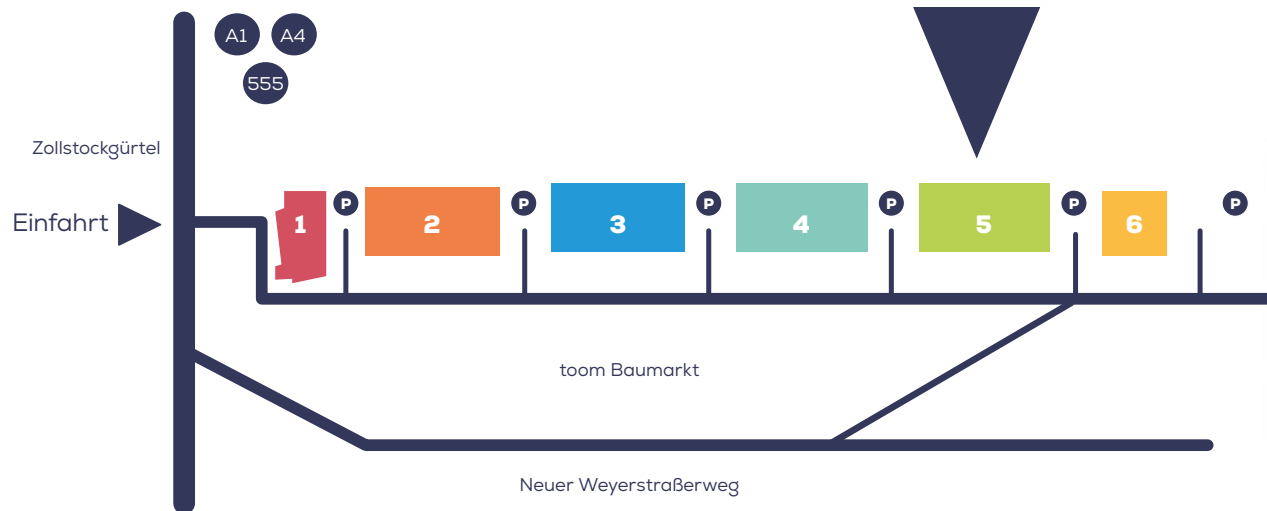 A1 A4
555
Zollstockgürtel
Einfahrt
P P P P P P
1 2 3 4 5 6
toom Baumarkt
Neuer Weyerstraßerweg